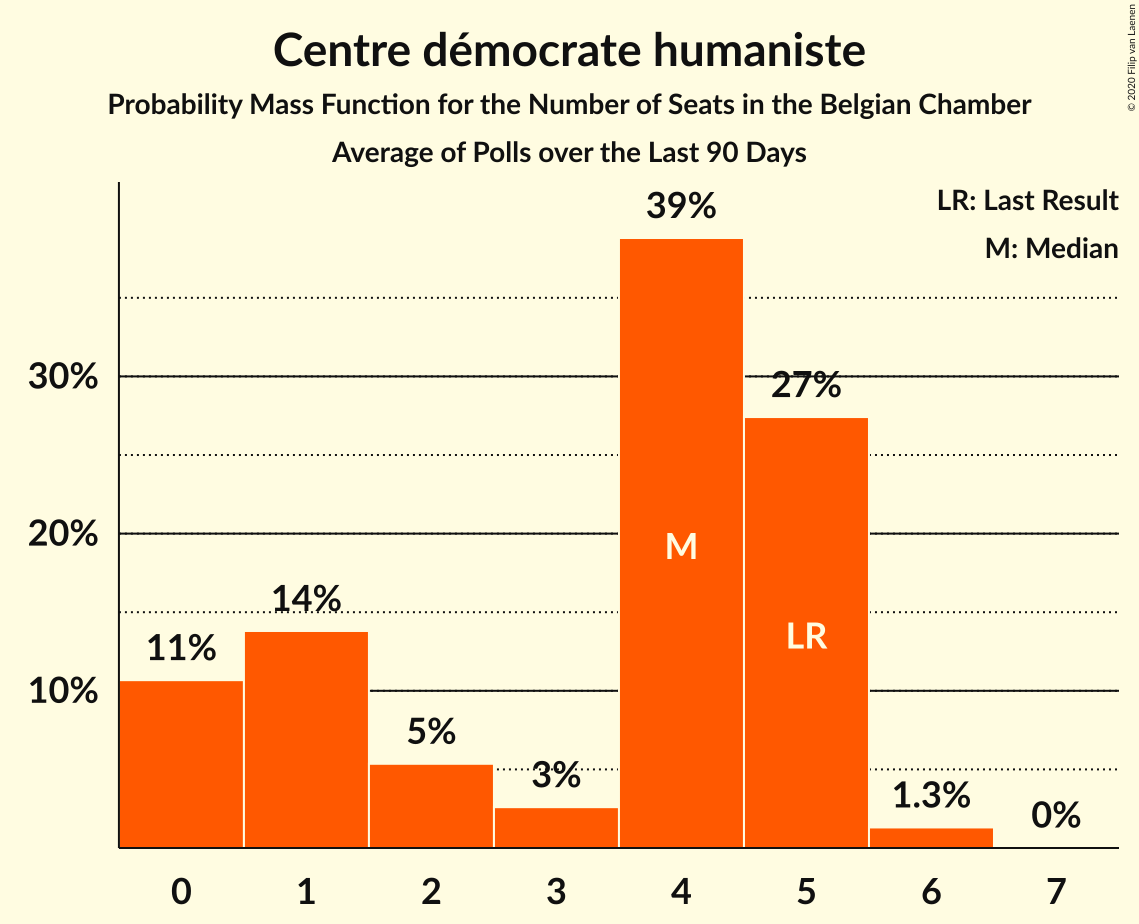 Centre démocrate humaniste
Probability Mass Function for the Number of Seats in the Belgian Chamber
Average of Polls over the Last 90 Days
© 2020 Filip van Laenen
LR: Last Result
M: Median
39%
30%
27%
20%
M
14%
LR
11%
10%
5%
3%
1.3%
0%
0 1 2 3 4 5 6 7